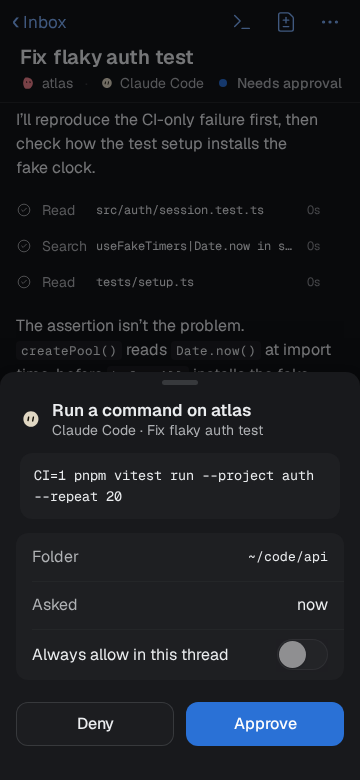 Inbox
Fix flaky auth test
atlas · Claude Code Needs approval
I'll reproduce the CI-only failure first, then
check how the test setup installs the
fake clock.
Read src/auth/session.test.ts 0s
Search useFakeTimers|Date.now in s… 0s
Read tests/setup.ts 0s
The assertion isn't the problem.
createPool() reads Date.now() at import
Run a command on atlas
Claude Code · Fix flaky auth test
CI=1 pnpm vitest run --project auth
--repeat 20
Folder ~/code/api
Asked now
Always allow in this thread
Deny Approve